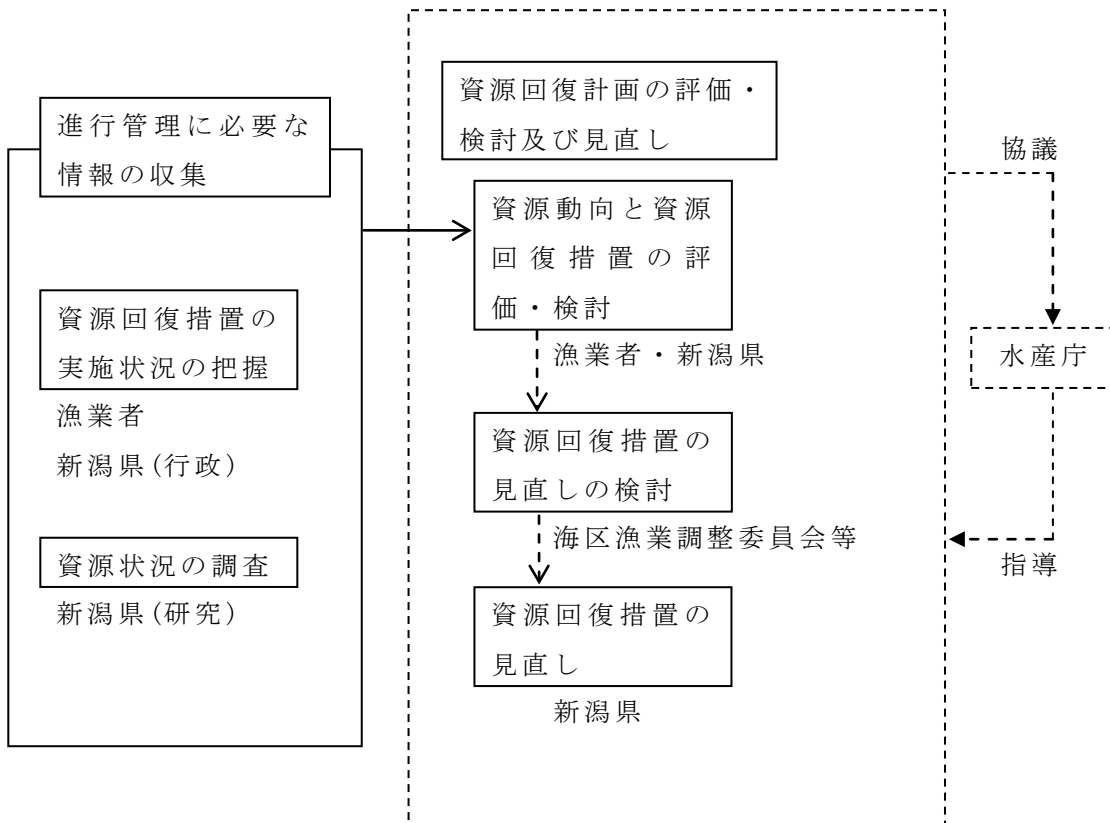 進行管理に必要な
情報の収集
資源回復措置の
実施状況の把握
漁業者
新潟県(行政)
資源状況の調査
新潟県(研究)
資源回復計画の評価・
検討及び見直し
資源動向と資源
回復措置の評
価・検討
漁業者・新潟県
資源回復措置の
見直しの検討
海区漁業調整委員会等
資源回復措置の
見直し
新潟県
協議
水産庁
指導